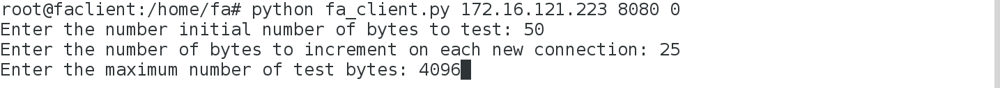 root@faclient:/home/fa# python fa_client.py 172.16.121.223 8080 0
Enter the number initial number of bytes to test: 50
Enter the number of bytes to increment on each new connection: 25
Enter the maximum number of test bytes: 4096